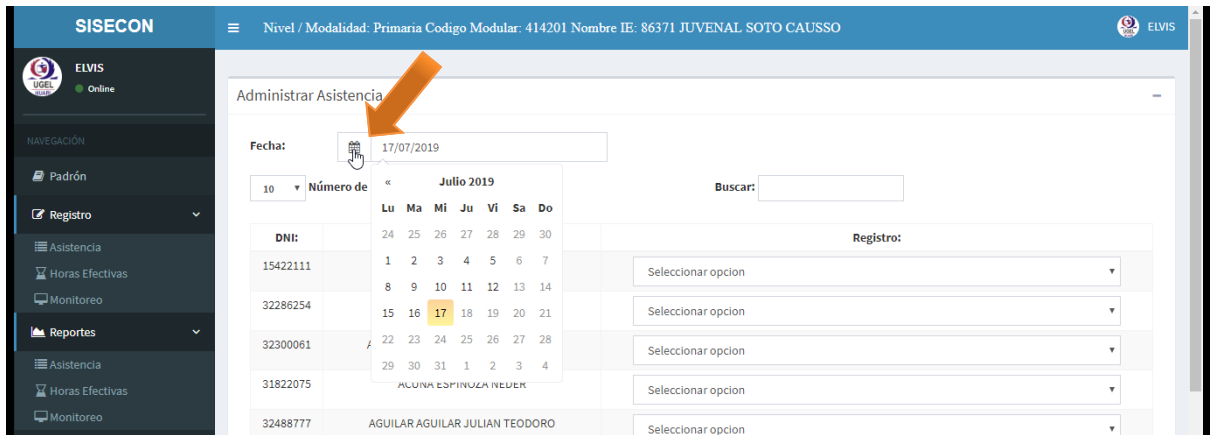 SISECON
Nivel / Modalidad: Primaria Codigo Modular: 414201 Nombre IE: 86371 JUVENAL SOTO CAUSSO
UGEL
ELVIS
UGEL
HUARI
ELVIS
Online
NAVEGACIÓN
Padrón
Registro
Asistencia
Horas Efectivas
Monitoreo
Reportes
Asistencia
Horas Efectivas
Monitoreo
Administrar Asistencia
Fecha:
17/07/2019
10 Número de
Buscar:
« Julio 2019
Lu Ma Mi Ju Vi Sa Do
24 25 26 27 28 29 30
1 2 3 4 5 6 7
8 9 10 11 12 13 14
15 16 17 18 19 20 21
22 23 24 25 26 27 28
29 30 31 1 2 3 4
DNI: Registro:
15422111 Seleccionar opcion
32286254 Seleccionar opcion
32300061 A Seleccionar opcion
31822075 ACUÑA ESPINOZA NEDER Seleccionar opcion
32488777 AGUILAR AGUILAR JULIAN TEODORO Seleccionar opcion